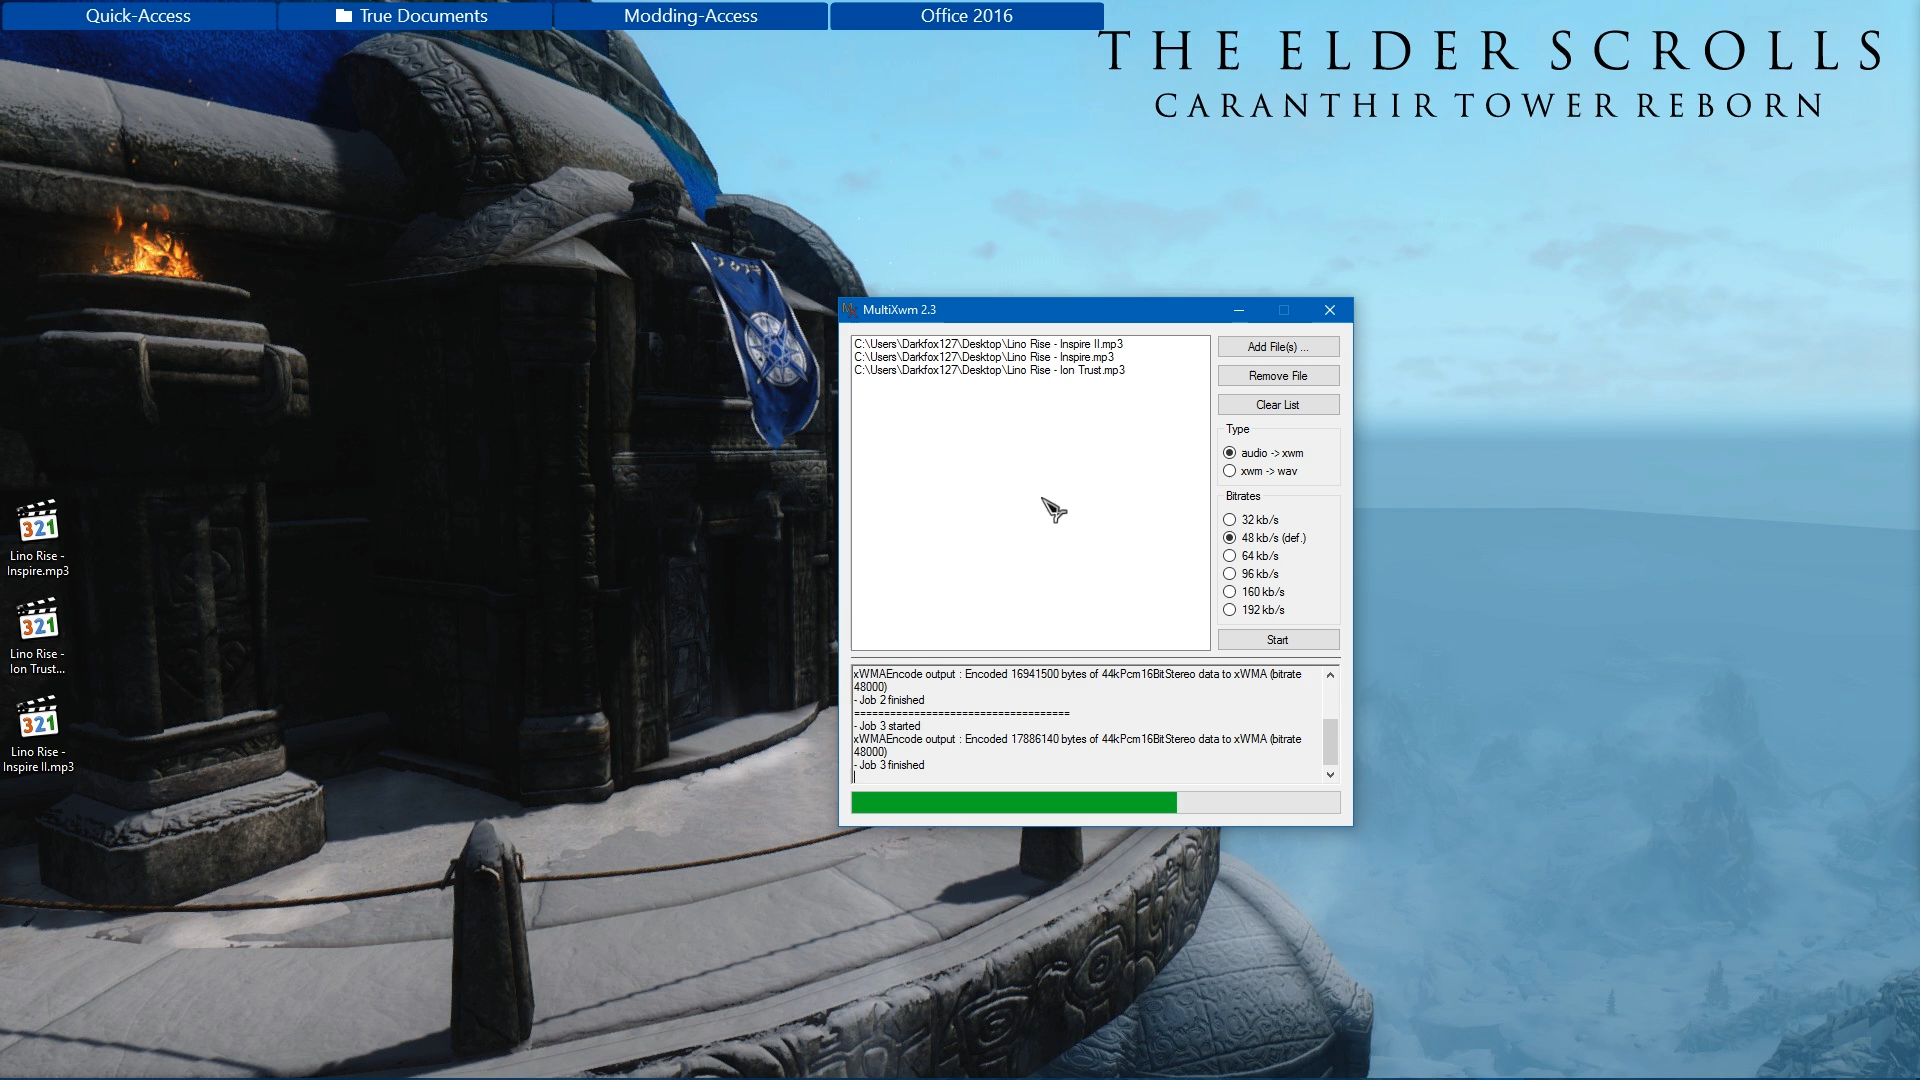 Quick-Access
True Documents
Modding-Access
Office 2016
THE ELDER SCROLLS
CARANTHIR TOWER REBORN
MultiXwm 2.3
C:\Users\Darkfox127\Desktop\Lino Rise - Inspire II.mp3
C:\Users\Darkfox127\Desktop\Lino Rise - Inspire.mp3
C:\Users\Darkfox127\Desktop\Lino Rise - Ion Trust.mp3
Add File(s) ...
Remove File
Clear List
Type
audio -> xwm
xwm -> wav
Bitrates
32 kb/s
48 kb/s (def.)
64 kb/s
96 kb/s
160 kb/s
192 kb/s
Start
xWMAEncode output : Encoded 16941500 bytes of 44kPcm16BitStereo data to xWMA (bitrate
48000)
- Job 2 finished
====================================
- Job 3 started
xWMAEncode output : Encoded 17886140 bytes of 44kPcm16BitStereo data to xWMA (bitrate
48000)
- Job 3 finished
321
Lino Rise -
Inspire.mp3
321
Lino Rise -
Ion Trust...
321
Lino Rise -
Inspire II.mp3